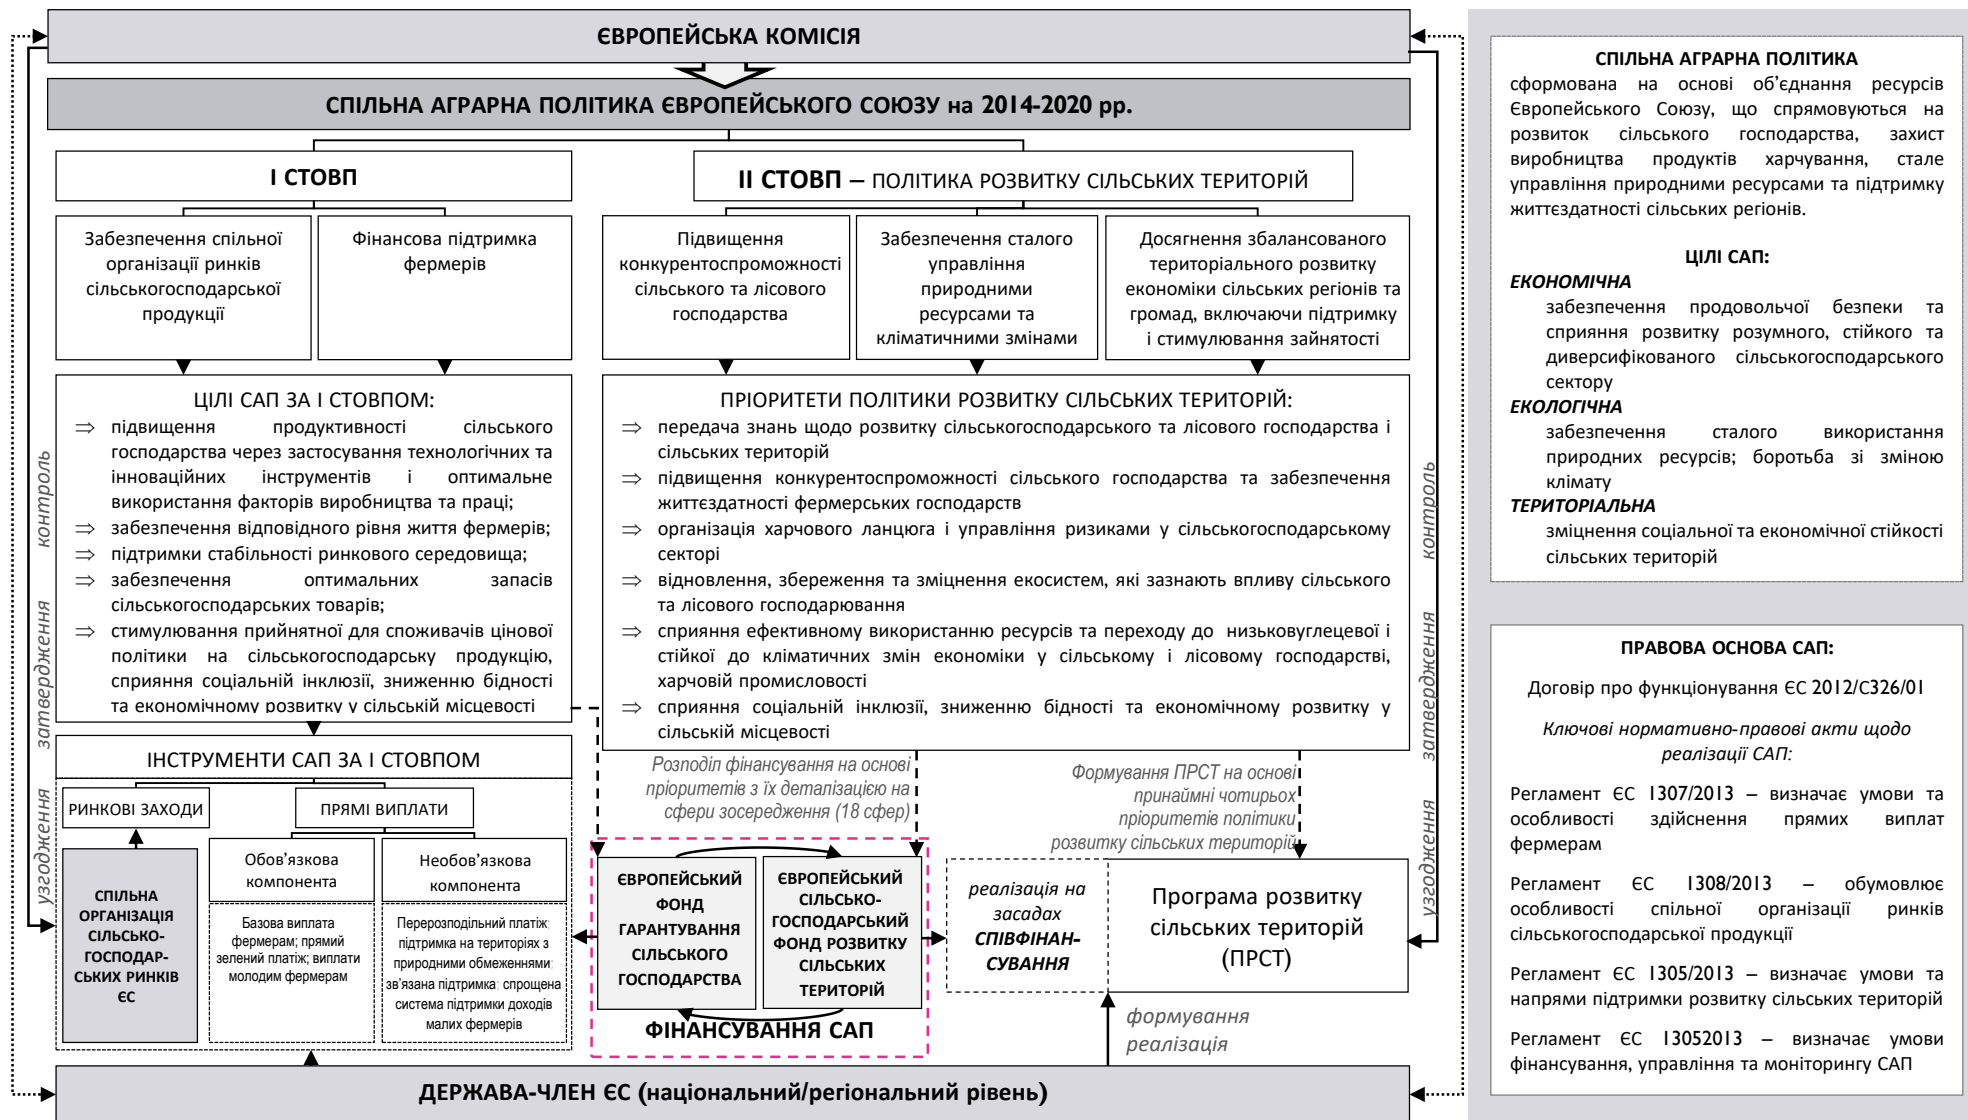 ЄВРОПЕЙСЬКА КОМІСІЯ
СПІЛЬНА АГРАРНА ПОЛІТИКА ЄВРОПЕЙСЬКОГО СОЮЗУ на 2014-2020 рр.
І СТОВП
ІІ СТОВП – ПОЛІТИКА РОЗВИТКУ СІЛЬСЬКИХ ТЕРИТОРІЙ
Забезпечення спільної
організації ринків
сільськогосподарської
продукції
Фінансова підтримка
фермерів
Підвищення
конкурентоспроможності
сільського та лісового
господарства
Забезпечення сталого
управління
природними
ресурсами та
кліматичними змінами
Досягнення збалансованого
територіального розвитку
економіки сільських регіонів та
громад, включаючи підтримку
і стимулювання зайнятості
ЦІЛІ САП ЗА І СТОВПОМ:
⇒ підвищення продуктивності сільського
господарства через застосування технологічних та
інноваційних інструментів і оптимальне
використання факторів виробництва та праці;
⇒ забезпечення відповідного рівня життя фермерів;
⇒ підтримки стабільності ринкового середовища;
⇒ забезпечення оптимальних запасів
сільськогосподарських товарів;
⇒ стимулювання прийнятної для споживачів цінової
політики на сільськогосподарську продукцію,
сприяння соціальній інклюзії, зниженню бідності
та економічному розвитку у сільській місцевості
ПРІОРИТЕТИ ПОЛІТИКИ РОЗВИТКУ СІЛЬСЬКИХ ТЕРИТОРІЙ:
⇒ передача знань щодо розвитку сільськогосподарського та лісового господарства і
сільських територій
⇒ підвищення конкурентоспроможності сільського господарства та забезпечення
життєздатності фермерських господарств
⇒ організація харчового ланцюга і управління ризиками у сільськогосподарському
секторі
⇒ відновлення, збереження та зміцнення екосистем, які зазнають впливу сільського
та лісового господарювання
⇒ сприяння ефективному використанню ресурсів та переходу до низьковуглецевої і
стійкої до кліматичних змін економіки у сільському і лісовому господарстві,
харчовій промисловості
⇒ сприяння соціальній інклюзії, зниженню бідності та економічному розвитку у
сільській місцевості
узгодження затвердження контроль
узгодження затвердження контроль
ІНСТРУМЕНТИ САП ЗА І СТОВПОМ
РИНКОВІ ЗАХОДИ
ПРЯМІ ВИПЛАТИ
Обов’язкова
компонента
Необов’язкова
компонента
СПІЛЬНА
ОРГАНІЗАЦІЯ
СІЛЬСЬКО-
ГОСПОДАР-
СЬКИХ РИНКІВ
ЄС
Базова виплата
фермерам; прямий
зелений платіж; виплати
молодим фермерам
Перерозподільний платіж;
підтримка на територіях з
природними обмеженнями;
зв’язана підтримка; спрощена
система підтримки доходів
малих фермерів
Розподіл фінансування на основі
пріоритетів з їх деталізацією на
сфери зосередження (18 сфер)
Формування ПРСТ на основі
принаймні чотирьох
пріоритетів політики
розвитку сільських територій
ЄВРОПЕЙСЬКИЙ
ФОНД
ГАРАНТУВАННЯ
СІЛЬСЬКОГО
ГОСПОДАРСТВА
ЄВРОПЕЙСЬКИЙ
СІЛЬСЬКО-
ГОСПОДАРСЬКИЙ
ФОНД РОЗВИТКУ
СІЛЬСЬКИХ
ТЕРИТОРІЙ
ФІНАНСУВАННЯ САП
реалізація на
засадах
СПІВФІНАН-
СУВАННЯ
Програма розвитку
сільських територій
(ПРСТ)
формування
реалізація
ДЕРЖАВА-ЧЛЕН ЄС (національний/регіональний рівень)
СПІЛЬНА АГРАРНА ПОЛІТИКА
сформована на основі об’єднання ресурсів
Європейського Союзу, що спрямовуються на
розвиток сільського господарства, захист
виробництва продуктів харчування, стале
управління природними ресурсами та підтримку
життєздатності сільських регіонів.
ЦІЛІ САП:
ЕКОНОМІЧНА
забезпечення продовольчої безпеки та
сприяння розвитку розумного, стійкого та
диверсифікованого сільськогосподарського
сектору
ЕКОЛОГІЧНА
забезпечення сталого використання
природних ресурсів; боротьба зі зміною
клімату
ТЕРИТОРІАЛЬНА
зміцнення соціальної та економічної стійкості
сільських територій
ПРАВОВА ОСНОВА САП:
Договір про функціонування ЄС 2012/С326/01
Ключові нормативно-правові акти щодо
реалізації САП:
Регламент ЄС 1307/2013 – визначає умови та
особливості здійснення прямих виплат
фермерам
Регламент ЄС 1308/2013 – обумовлює
особливості спільної організації ринків
сільськогосподарської продукції
Регламент ЄС 1305/2013 – визначає умови та
напрями підтримки розвитку сільських територій
Регламент ЄС 13052013 – визначає умови
фінансування, управління та моніторингу САП